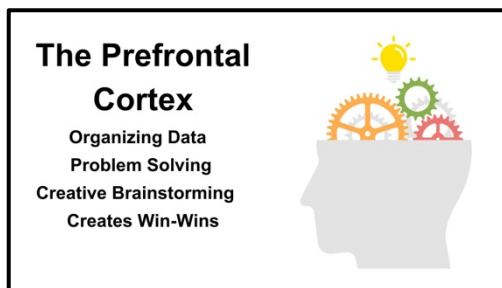 The Prefrontal
Cortex
Organizing Data
Problem Solving
Creative Brainstorming
Creates Win-Wins